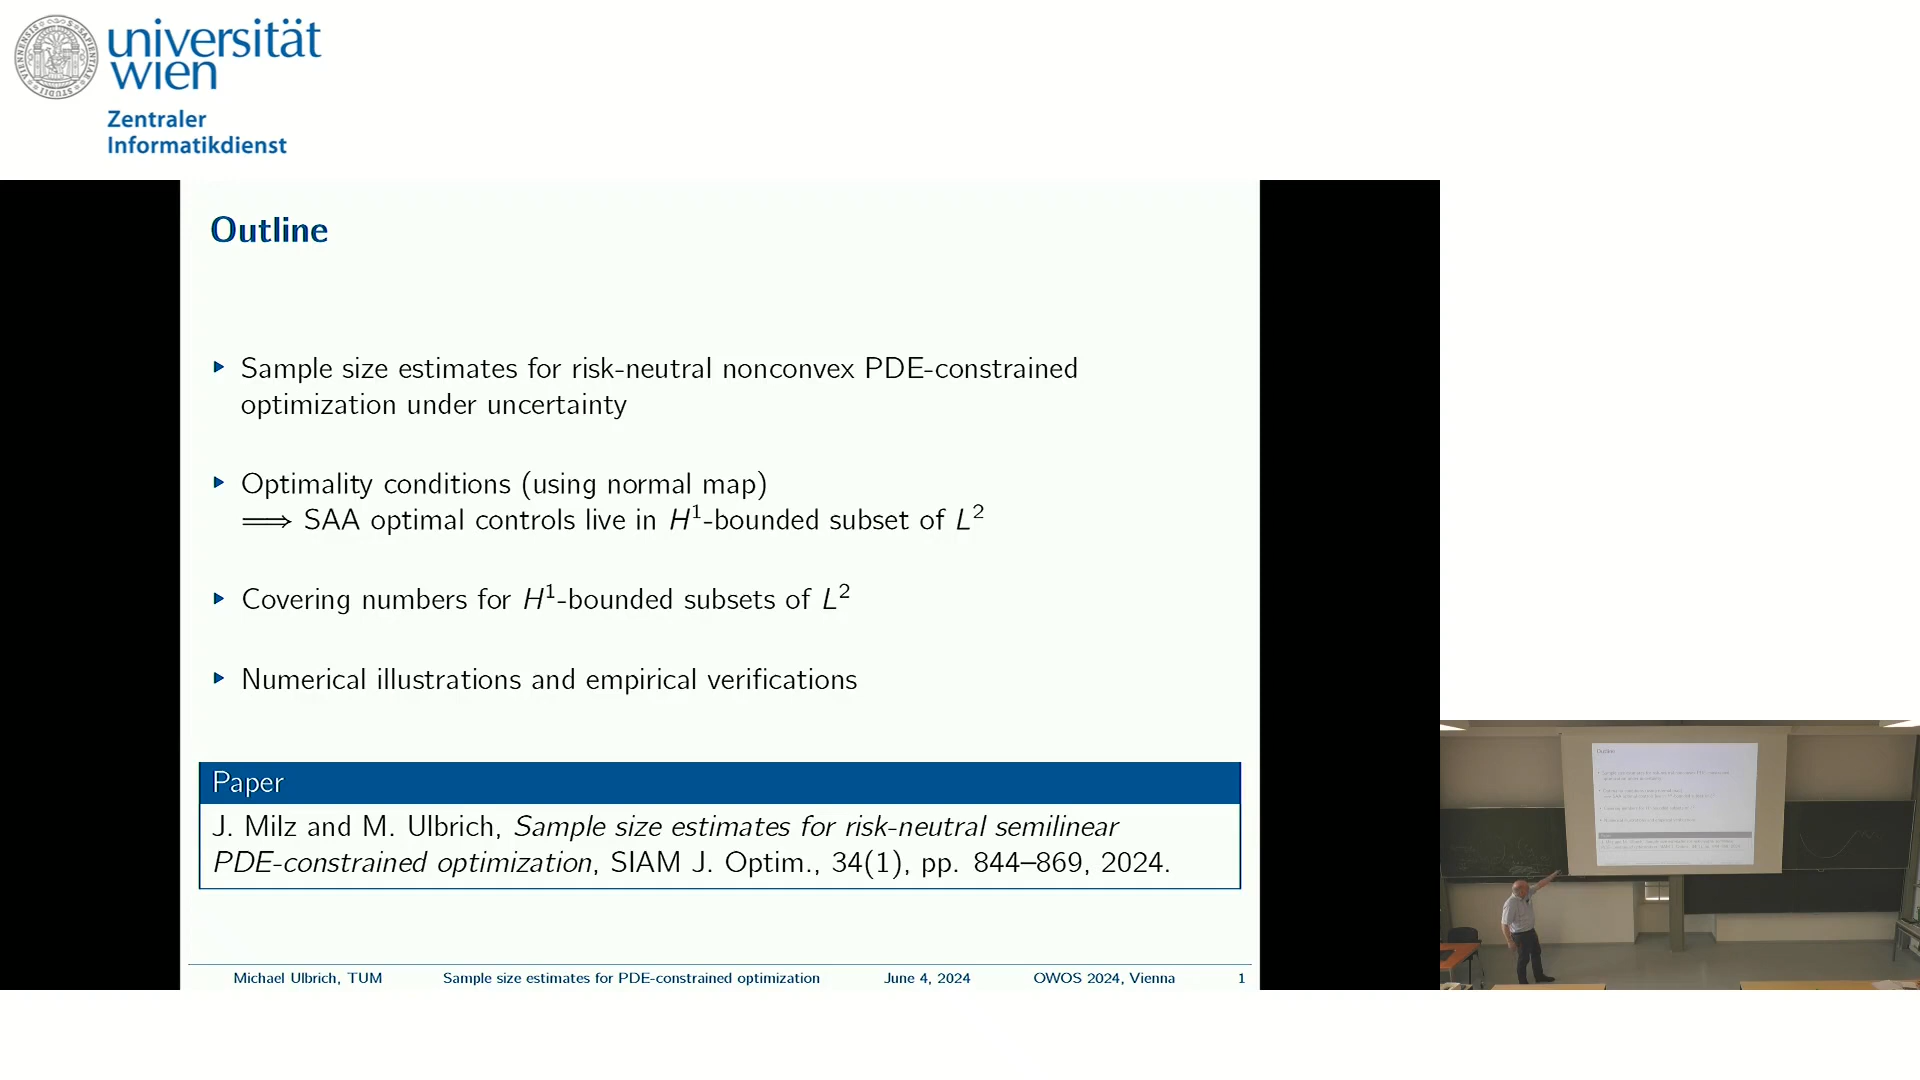 universität
wien
Zentraler
Informatikdienst
Outline
▶ Sample size estimates for risk-neutral nonconvex PDE-constrained
optimization under uncertainty
▶ Optimality conditions (using normal map)
⟹ SAA optimal controls live in H¹-bounded subset of L²
▶ Covering numbers for H¹-bounded subsets of L²
▶ Numerical illustrations and empirical verifications
Paper
J. Milz and M. Ulbrich, Sample size estimates for risk-neutral semilinear
PDE-constrained optimization, SIAM J. Optim., 34(1), pp. 844–869, 2024.
Michael Ulbrich, TUM Sample size estimates for PDE-constrained optimization June 4, 2024 OWOS 2024, Vienna 1
Outline